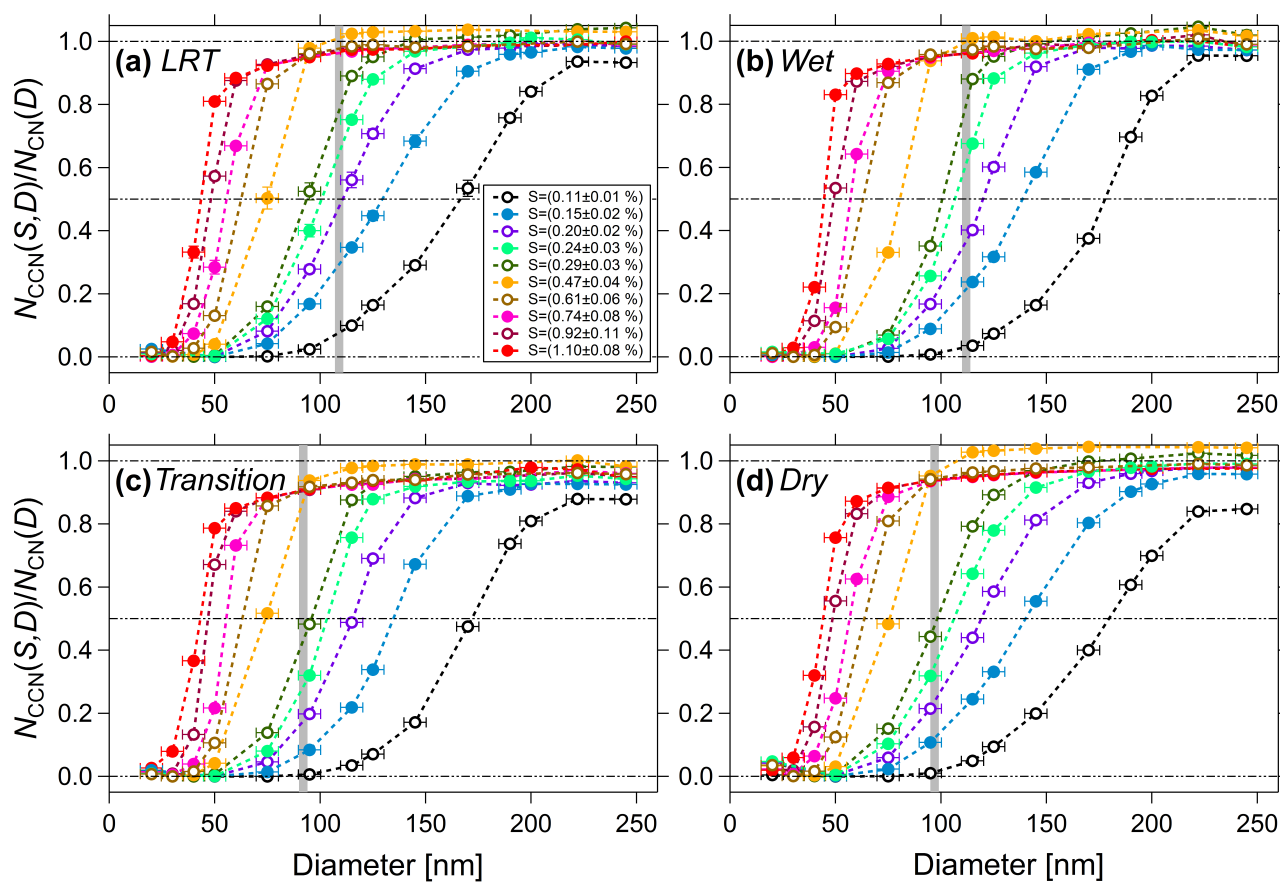 N_CCN(S,D)/N_CN(D)
1.0
0.8
0.6
0.4
0.2
0.0
(a) LRT
S=(0.11±0.01 %)
S=(0.15±0.02 %)
S=(0.20±0.02 %)
S=(0.24±0.03 %)
S=(0.29±0.03 %)
S=(0.47±0.04 %)
S=(0.61±0.06 %)
S=(0.74±0.08 %)
S=(0.92±0.11 %)
S=(1.10±0.08 %)
0 50 100 150 200 250
1.0
0.8
0.6
0.4
0.2
0.0
(b) Wet
0 50 100 150 200 250
N_CCN(S,D)/N_CN(D)
1.0
0.8
0.6
0.4
0.2
0.0
(c) Transition
0 50 100 150 200 250
Diameter [nm]
1.0
0.8
0.6
0.4
0.2
0.0
(d) Dry
0 50 100 150 200 250
Diameter [nm]